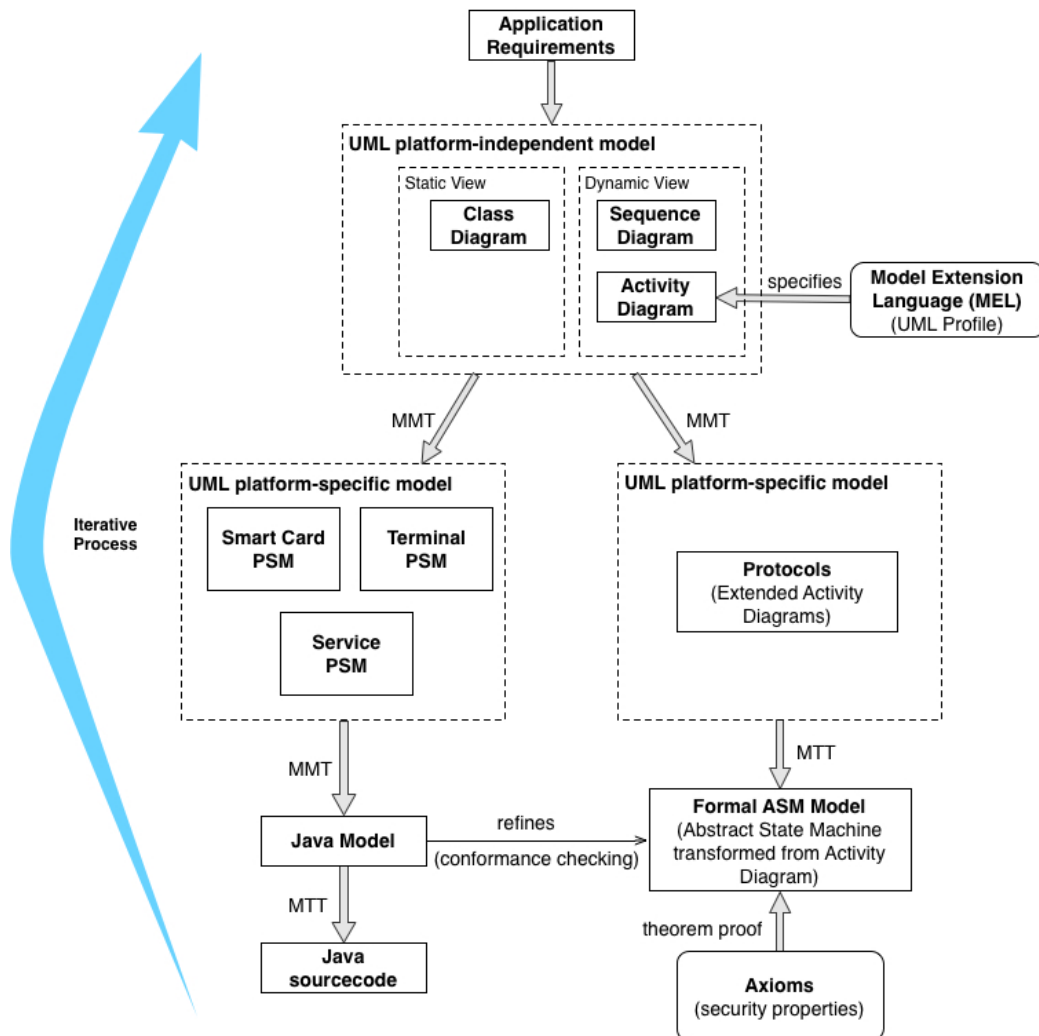 Application
Requirements
UML platform-independent model
Static View
Class
Diagram
Dynamic View
Sequence
Diagram
Activity
Diagram
specifies
Model Extension
Language (MEL)
(UML Profile)
MMT
MMT
UML platform-specific model
Smart Card
PSM
Terminal
PSM
Service
PSM
UML platform-specific model
Protocols
(Extended Activity
Diagrams)
Iterative
Process
MMT
MTT
Java Model
refines
(conformance checking)
Formal ASM Model
(Abstract State Machine
transformed from Activity
Diagram)
MTT
theorem proof
Java
sourcecode
Axioms
(security properties)